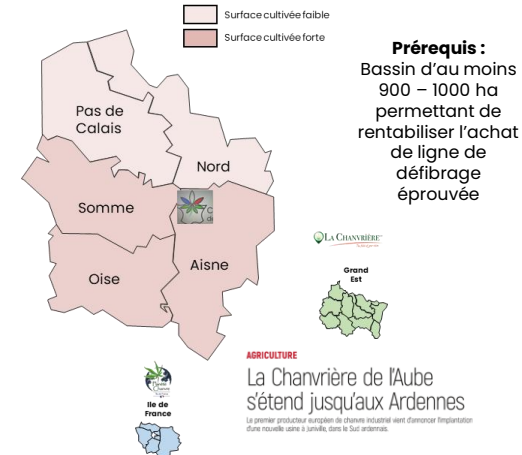 Surface cultivée faible
Surface cultivée forte
Prérequis :
Bassin d'au moins
900 – 1000 ha
permettant de
rentabiliser l'achat
de ligne de
défibrage
éprouvée
Pas de
Calais
Nord
Somme
Aisne
Oise
LA CHANVRIÈRE
Grand
Est
Ile de
France
AGRICULTURE
La Chanvrière de l'Aube
s'étend jusqu'aux Ardennes
Le premier producteur européen de chanvre industriel vient d'annoncer l'implantation
d'une nouvelle usine à Juniville, dans le Sud ardennais.